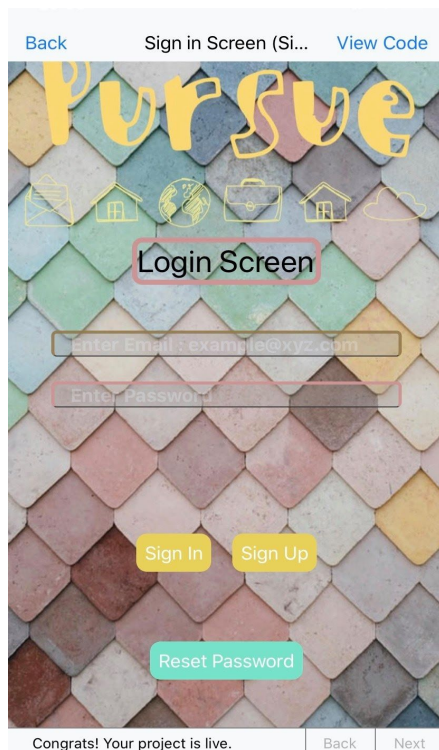 Back Sign in Screen (Si... View Code
Pursue
Login Screen
Enter Email : example@xyz.com
Enter Password
Sign In Sign Up
Reset Password
Congrats! Your project is live. Back Next